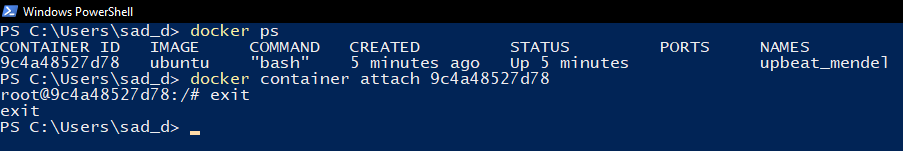 Windows PowerShell
PS C:\Users\sad_d> docker ps
CONTAINER ID   IMAGE     COMMAND   CREATED         STATUS         PORTS     NAMES
9c4a48527d78   ubuntu    "bash"    5 minutes ago   Up 5 minutes             upbeat_mendel
PS C:\Users\sad_d> docker container attach 9c4a48527d78
root@9c4a48527d78:/# exit
exit
PS C:\Users\sad_d>